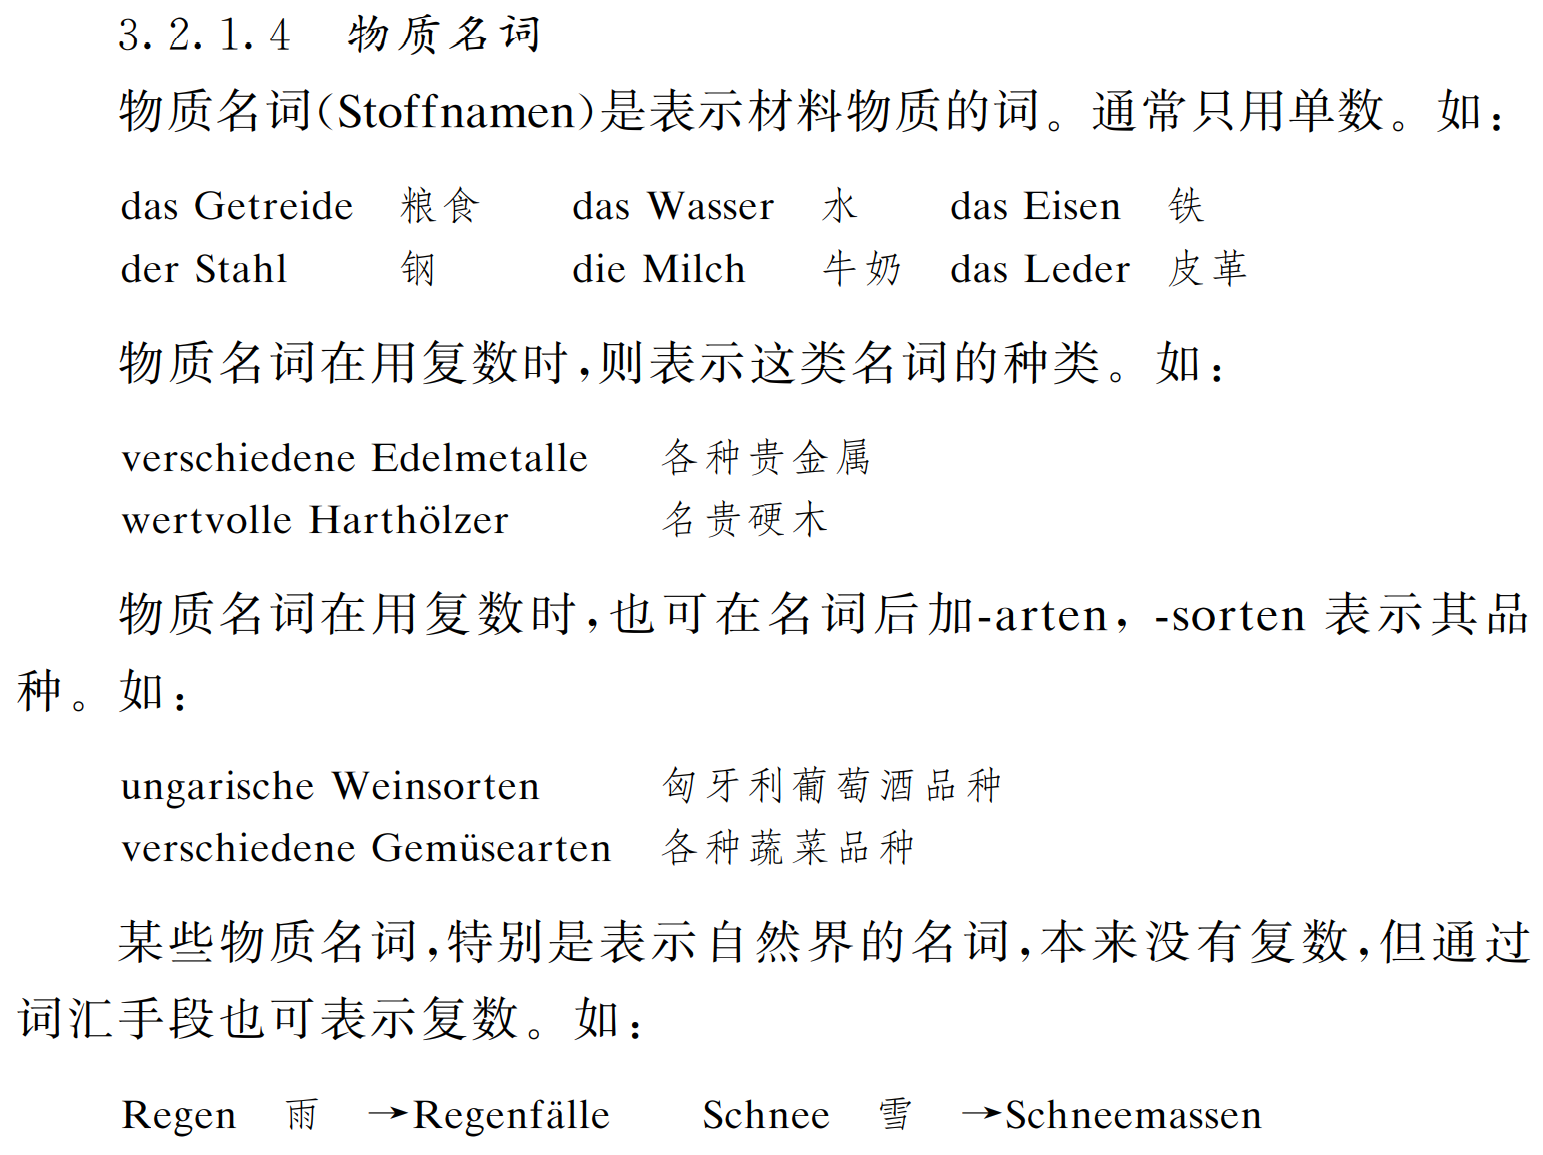 3.2.1.4 物质名词
物质名词(Stoffnamen)是表示材料物质的词。通常只用单数。如：
das Getreide 粮食 das Wasser 水 das Eisen 铁
der Stahl 钢 die Milch 牛奶 das Leder 皮革
物质名词在用复数时,则表示这类名词的种类。如：
verschiedene Edelmetalle 各种贵金属
wertvolle Harthölzer 名贵硬木
物质名词在用复数时,也可在名词后加-arten, -sorten 表示其品
种。如：
ungarische Weinsorten 匈牙利葡萄酒品种
verschiedene Gemüsearten 各种蔬菜品种
某些物质名词,特别是表示自然界的名词,本来没有复数,但通过
词汇手段也可表示复数。如：
Regen 雨 →Regenfälle Schnee 雪 →Schneemassen